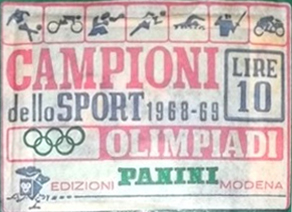 CAMPIONI
LIRE
10
dello SPORT 1968-69
OLIMPIADI
EDIZIONI PANINI MODENA